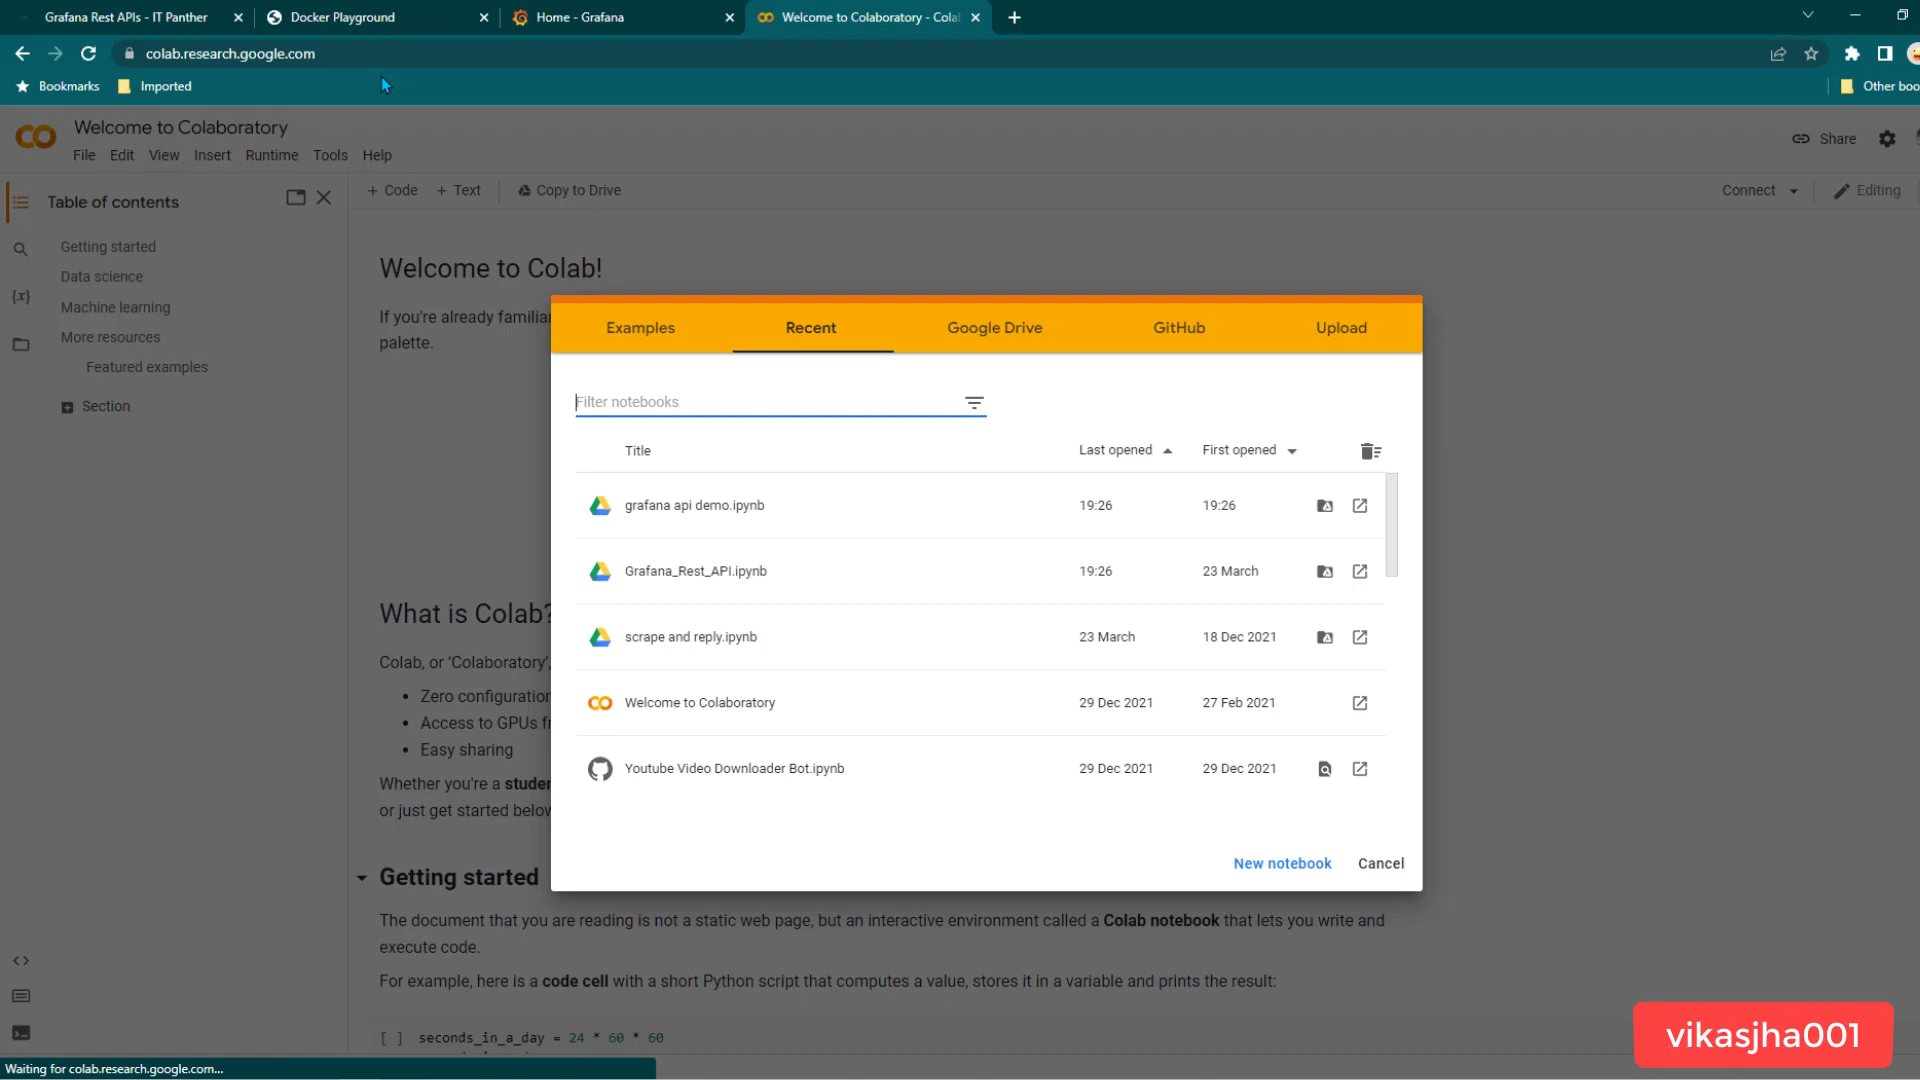 Grafana Rest APIs - IT Panther
Docker Playground
Home - Grafana
Welcome to Colaboratory - Cola
colab.research.google.com
Bookmarks
Imported
Other boo
Welcome to Colaboratory
File Edit View Insert Runtime Tools Help
Share
Table of contents
+ Code + Text Copy to Drive
Connect
Editing
Getting started
Data science
Machine learning
More resources
Featured examples
Section
Welcome to Colab!
If you're already familiar
palette.
Examples Recent Google Drive GitHub Upload
Filter notebooks
Title Last opened First opened
grafana api demo.ipynb 19:26 19:26
Grafana_Rest_API.ipynb 19:26 23 March
scrape and reply.ipynb 23 March 18 Dec 2021
Welcome to Colaboratory 29 Dec 2021 27 Feb 2021
Youtube Video Downloader Bot.ipynb 29 Dec 2021 29 Dec 2021
New notebook Cancel
What is Colab?
Colab, or ‘Colaboratory’,
• Zero configuration
• Access to GPUs f
• Easy sharing
Whether you're a studen
or just get started below
Getting started
The document that you are reading is not a static web page, but an interactive environment called a Colab notebook that lets you write and
execute code.
For example, here is a code cell with a short Python script that computes a value, stores it in a variable and prints the result:
[ ] seconds_in_a_day = 24 * 60 * 60
Waiting for colab.research.google.com...
vikasjha001